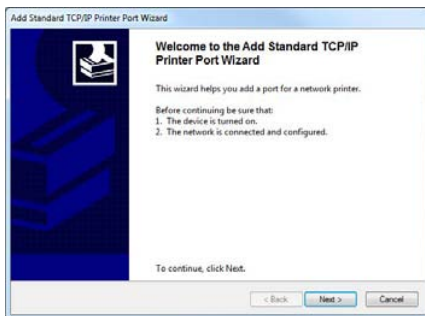 Add Standard TCP/IP Printer Port Wizard
Welcome to the Add Standard TCP/IP
Printer Port Wizard
This wizard helps you add a port for a network printer.
Before continuing be sure that:
1. The device is turned on.
2. The network is connected and configured.
To continue, click Next.
< Back
Next >
Cancel